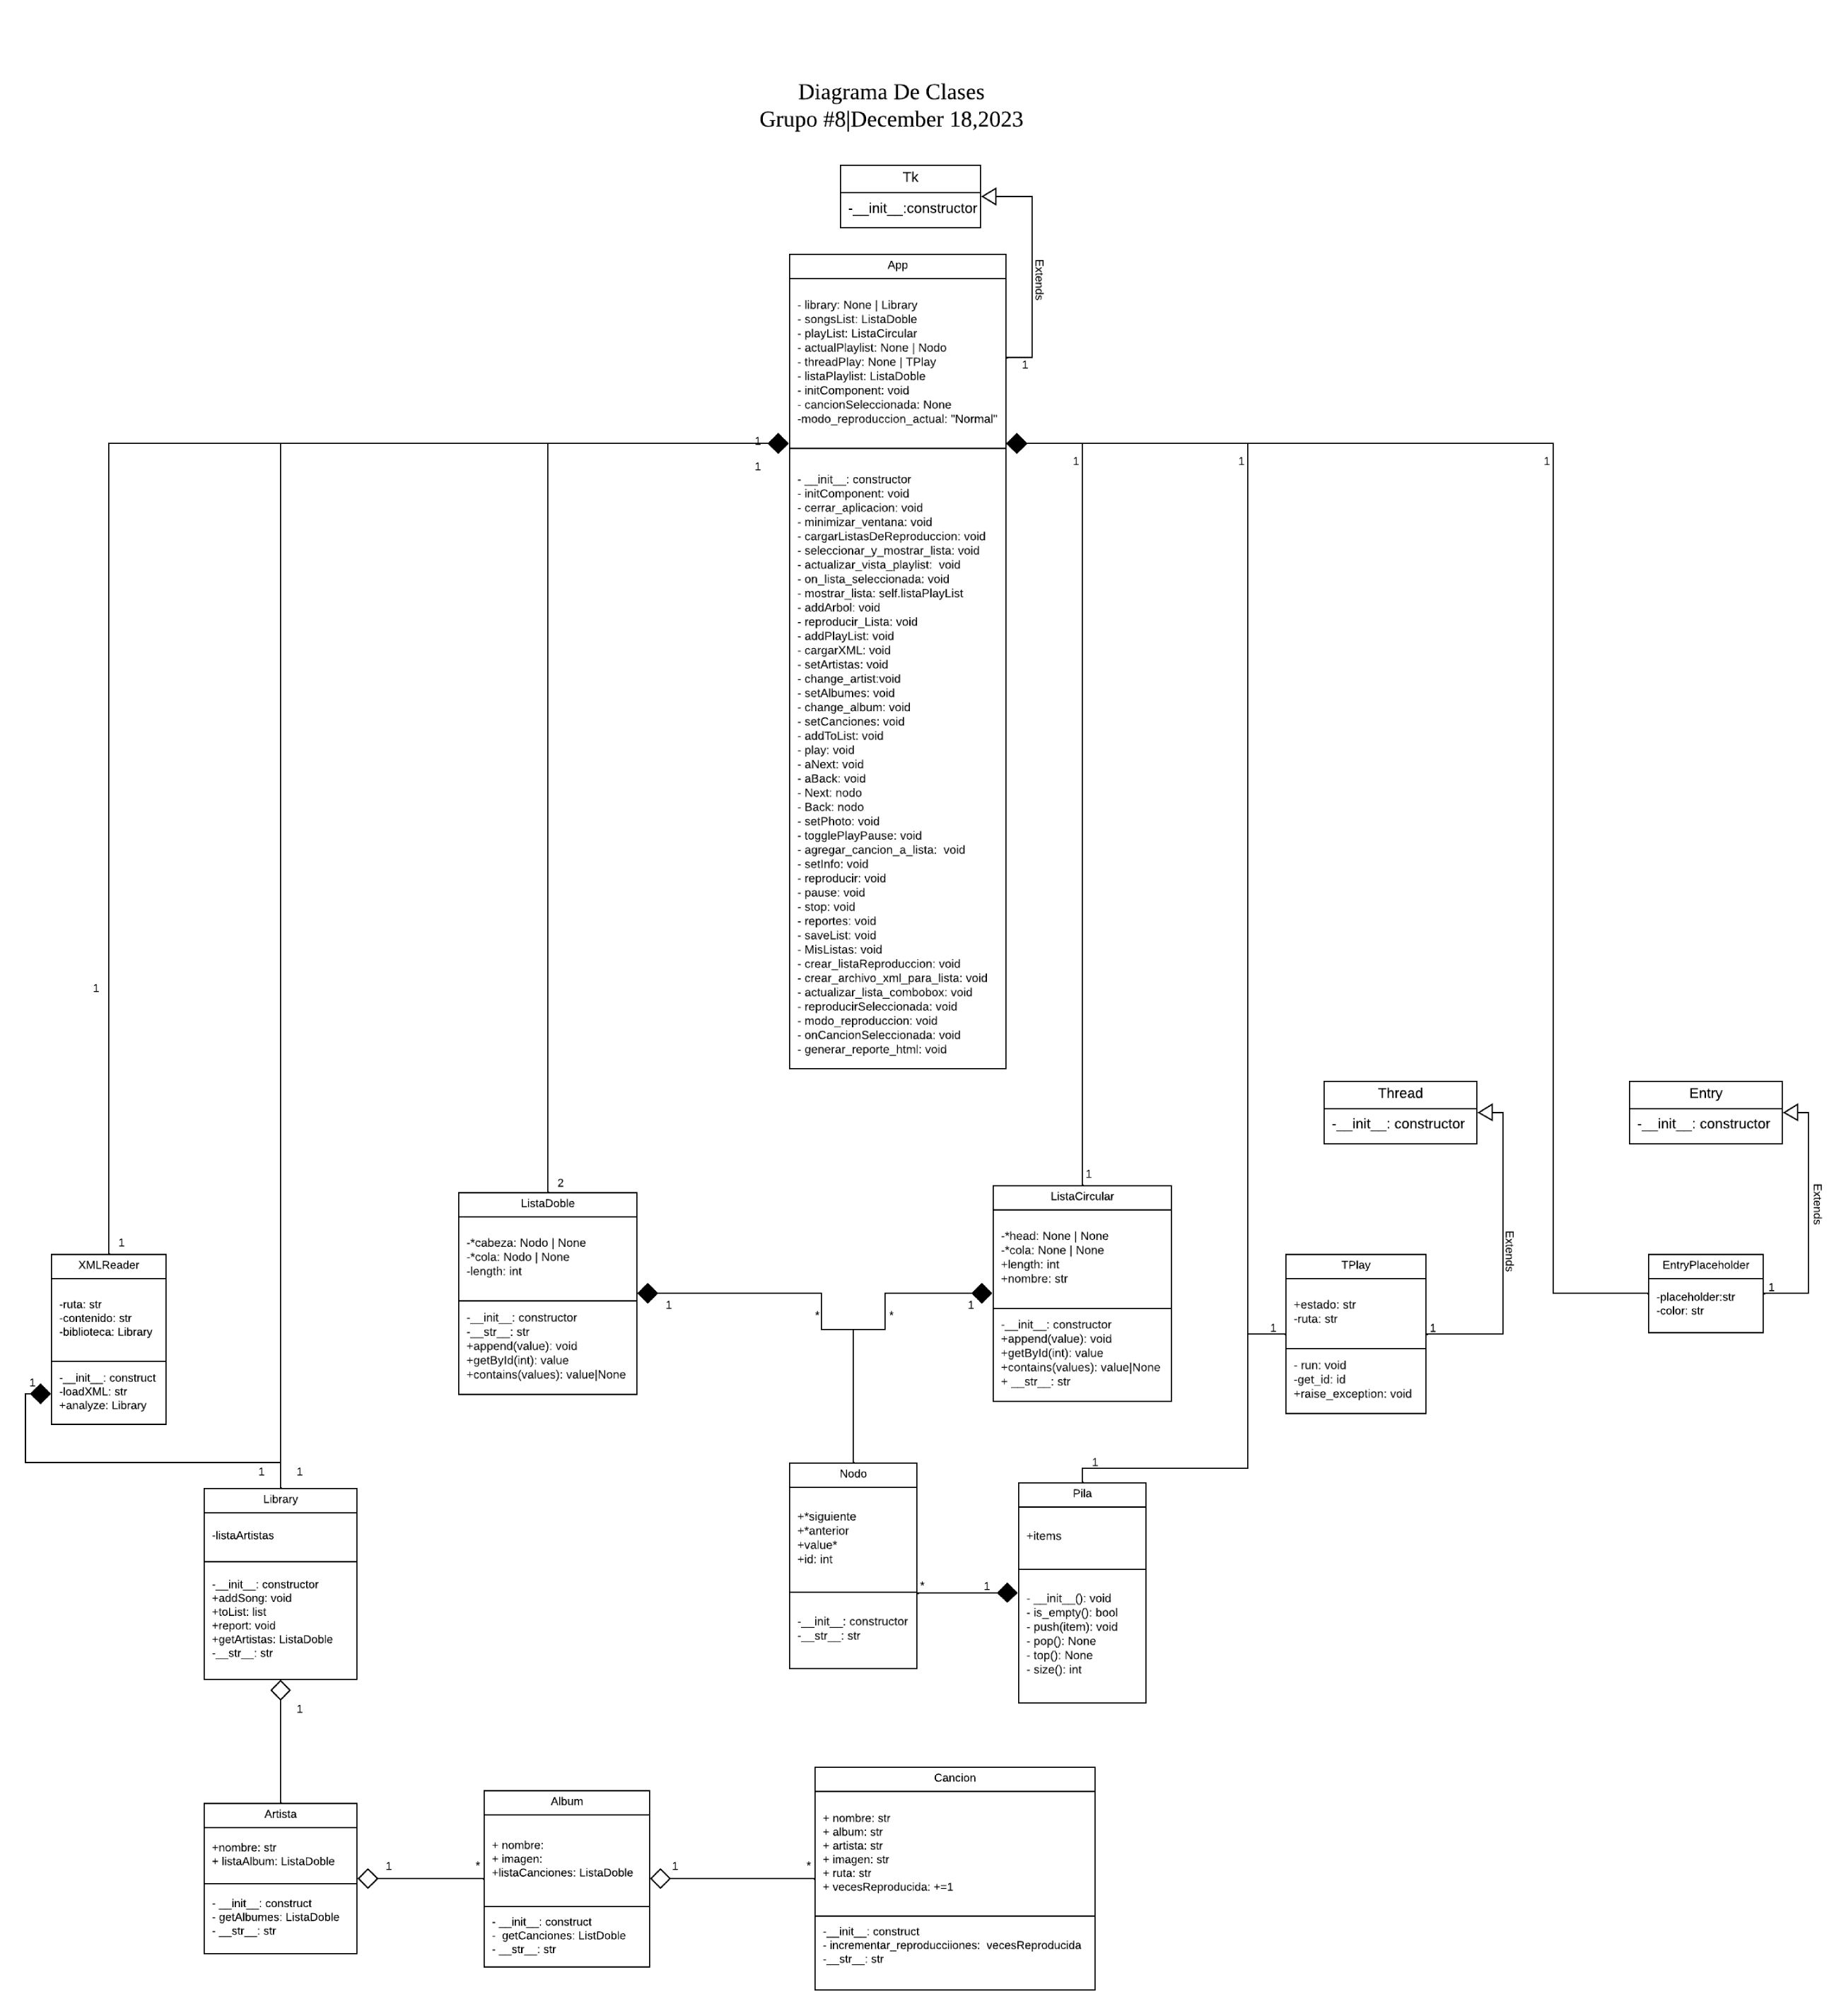 Diagrama De Clases
Grupo #8|December 18,2023
Tk
-__init__:constructor
Extends
1
App
- library: None | Library
- songsList: ListaDoble
- playList: ListaCircular
- actualPlaylist: None | Nodo
- threadPlay: None | TPlay
- listaPlaylist: ListaDoble
- initComponent: void
- cancionSeleccionada: None
-modo_reproduccion_actual: "Normal"
- __init__: constructor
- initComponent: void
- cerrar_aplicacion: void
- minimizar_ventana: void
- cargarListasDeReproduccion: void
- seleccionar_y_mostrar_lista: void
- actualizar_vista_playlist:  void
- on_lista_seleccionada: void
- mostrar_lista: self.listaPlayList
- addArbol: void
- reproducir_Lista: void
- addPlayList: void
- cargarXML: void
- setArtistas: void
- change_artist:void
- setAlbumes: void
- change_album: void
- setCanciones: void
- addToList: void
- play: void
- aNext: void
- aBack: void
- Next: nodo
- Back: nodo
- setPhoto: void
- togglePlayPause: void
- agregar_cancion_a_lista:  void
- setInfo: void
- reproducir: void
- pause: void
- stop: void
- reportes: void
- saveList: void
- MisListas: void
- crear_listaReproduccion: void
- crear_archivo_xml_para_lista: void
- actualizar_lista_combobox: void
- reproducirSeleccionada: void
- modo_reproduccion: void
- onCancionSeleccionada: void
- generar_reporte_html: void
1
1
1
1
1
1
Thread
-__init__: constructor
Extends
Entry
-__init__: constructor
Extends
1
XMLReader
-ruta: str
-contenido: str
-biblioteca: Library
-__init__: construct
-loadXML: str
+analyze: Library
1
2
ListaDoble
-*cabeza: Nodo | None
-*cola: Nodo | None
-length: int
-__init__: constructor
-__str__: str
+append(value): void
+getById(int): value
+contains(values): value|None
1
*
*
1
1
ListaCircular
-*head: None | None
-*cola: None | None
+length: int
+nombre: str
-__init__: constructor
+append(value): void
+getById(int): value
+contains(values): value|None
+ __str__: str
1
TPlay
+estado: str
-ruta: str
- run: void
-get_id: id
+raise_exception: void
1
EntryPlaceholder
-placeholder:str
-color: str
1
1
1
Library
-listaArtistas
-__init__: constructor
+addSong: void
+toList: list
+report: void
+getArtistas: ListaDoble
-__str__: str
1
Nodo
+*siguiente
+*anterior
+value*
+id: int
-__init__: constructor
-__str__: str
*
1
1
Pila
+items
- __init__(): void
- is_empty(): bool
- push(item): void
- pop(): None
- top(): None
- size(): int
Artista
+nombre: str
+ listaAlbum: ListaDoble
- __init__: construct
- getAlbumes: ListaDoble
- __str__: str
1
*
Album
+ nombre:
+ imagen:
+listaCanciones: ListaDoble
- __init__: construct
-  getCanciones: ListDoble
- __str__: str
1
*
Cancion
+ nombre: str
+ album: str
+ artista: str
+ imagen: str
+ ruta: str
+ vecesReproducida: +=1
-__init__: construct
- incrementar_reproducciiones:  vecesReproducida
-__str__: str